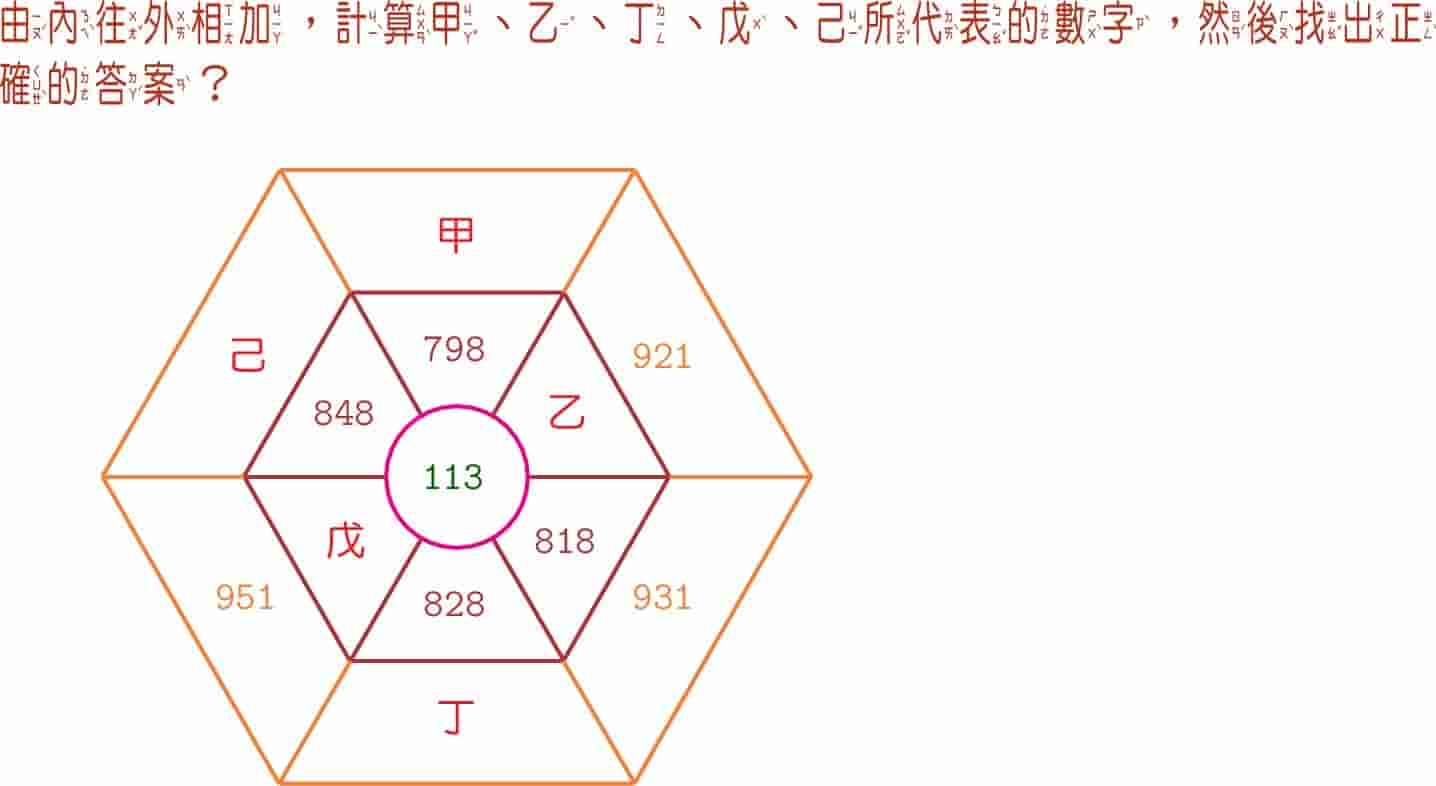 由內往外相加，計算甲、乙、丁、戊、己所代表的數字，然後找出正
確的答案？
甲
己
798
921
848
乙
113
戊
818
951
828
931
丁